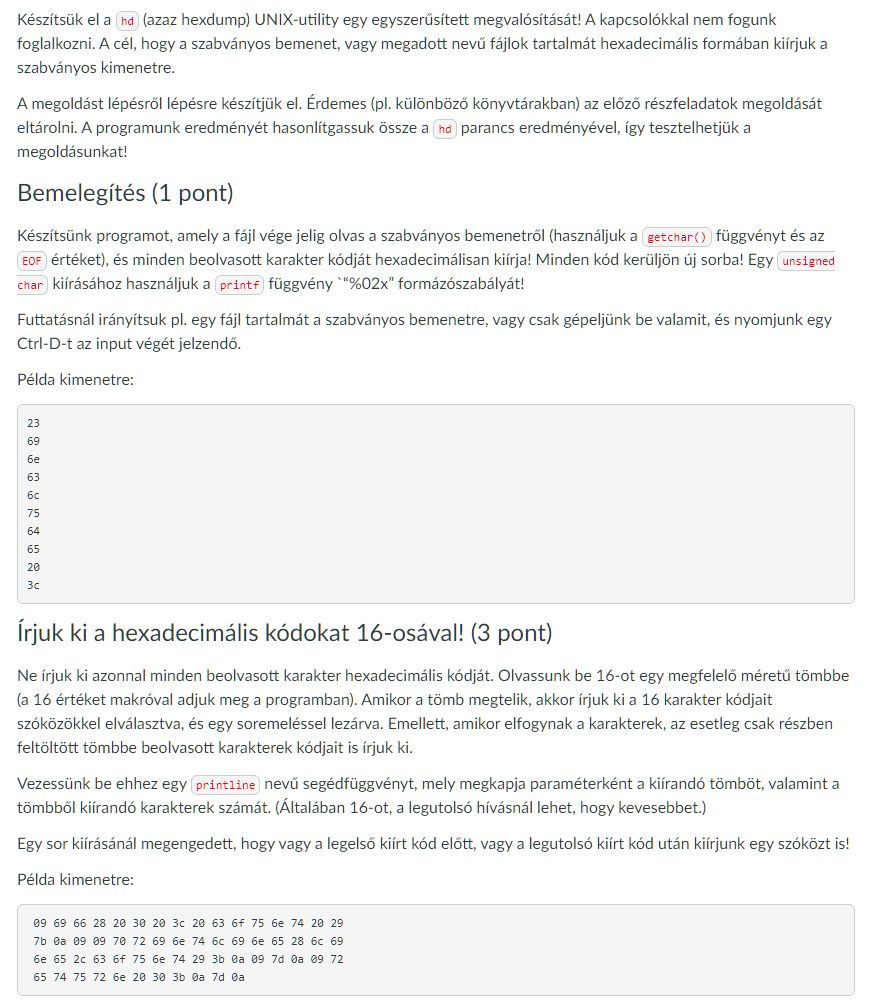 Készítsük el a hd (azaz hexdump) UNIX-utility egy egyszerűsített megvalósítását! A kapcsolókkal nem fogunk
foglalkozni. A cél, hogy a szabványos bemenet, vagy megadott nevű fájlok tartalmát hexadecimális formában kiírjuk a
szabványos kimenetre.
A megoldást lépésről lépésre készítjük el. Érdemes (pl. különböző könyvtárakban) az előző részfeladatok megoldását
eltárolni. A programunk eredményét hasonlítgassuk össze a hd parancs eredményével, így tesztelhetjük a
megoldásunkat!
Bemelegítés (1 pont)
Készítsünk programot, amely a fájl vége jelig olvas a szabványos bemenetről (használjuk a getchar() függvényt és az
EOF értéket), és minden beolvasott karakter kódját hexadecimálisan kiírja! Minden kód kerüljön új sorba! Egy unsigned
char kiírásához használjuk a printf függvény `“%02x” formázószabályát!
Futtatásnál irányítsuk pl. egy fájl tartalmát a szabványos bemenetre, vagy csak gépeljünk be valamit, és nyomjunk egy
Ctrl-D-t az input végét jelzendő.
Példa kimenetre:
23
69
6e
63
6c
75
64
65
20
3c
Írjuk ki a hexadecimális kódokat 16-osával! (3 pont)
Ne írjuk ki azonnal minden beolvasott karakter hexadecimális kódját. Olvassunk be 16-ot egy megfelelő méretű tömbbe
(a 16 értéket makróval adjuk meg a programban). Amikor a tömb megtelik, akkor írjuk ki a 16 karakter kódjait
szóközökkel elválasztva, és egy soremeléssel lezárva. Emellett, amikor elfogynak a karakterek, az esetleg csak részben
feltöltött tömbbe beolvasott karakterek kódjait is írjuk ki.
Vezessünk be ehhez egy printline nevű segédfüggvényt, mely megkapja paraméterként a kiírandó tömböt, valamint a
tömbből kiírandó karakterek számát. (Általában 16-ot, a legutolsó hívásnál lehet, hogy kevesebbet.)
Egy sor kiírásánál megengedett, hogy vagy a legelső kiírt kód előtt, vagy a legutolsó kiírt kód után kiírjunk egy szóközt is!
Példa kimenetre:
09 69 66 28 20 30 20 3c 20 63 6f 75 6e 74 20 29
7b 0a 09 09 70 72 69 6e 74 6c 69 6e 65 28 6c 69
6e 65 2c 63 6f 75 6e 74 29 3b 0a 09 7d 0a 09 72
65 74 75 72 6e 20 30 3b 0a 7d 0a